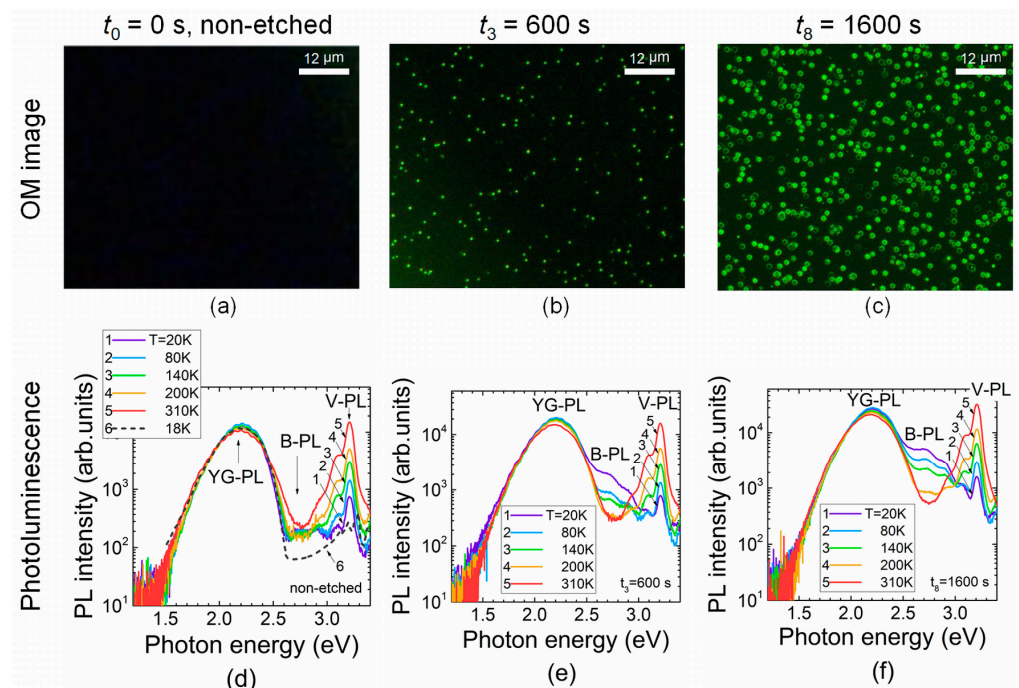 t0 = 0 s, non-etched
t3 = 600 s
t8 = 1600 s
OM image
12 µm
12 µm
12 µm
(a)
(b)
(c)
Photoluminescence
PL intensity (arb.units)
10^4
10^3
10^2
10^1
1 T=20K
2 80K
3 140K
4 200K
5 310K
6 18K
YG-PL
B-PL
V-PL
5
4
3
2
1
6
non-etched
1.5 2.0 2.5 3.0
Photon energy (eV)
(d)
PL intensity (arb.units)
10^4
10^3
10^2
10^1
YG-PL
B-PL
V-PL
5
4
3
2
1
1 T=20K
2 80K
3 140K
4 200K
5 310K
t3=600 s
1.5 2.0 2.5 3.0
Photon energy (eV)
(e)
PL intensity (arb.units)
10^4
10^3
10^2
10^1
YG-PL
B-PL
V-PL
5
4
3
2
1
1 T=20K
2 80K
3 140K
4 200K
5 310K
t8=1600 s
1.5 2.0 2.5 3.0
Photon energy (eV)
(f)